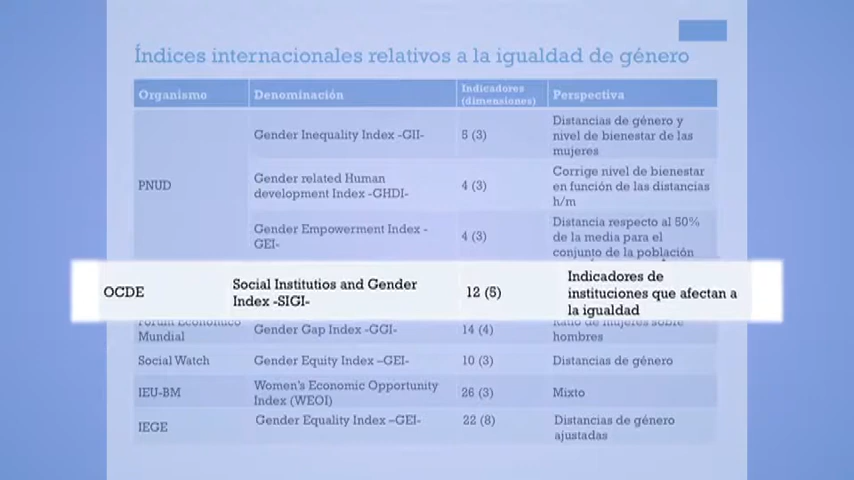 Índices internacionales relativos a la igualdad de género
Organismo
Denominación
Indicadores
(dimensiones)
Perspectiva
PNUD
Gender Inequality Index -GII-
5 (3)
Distancias de género y
nivel de bienestar de las
mujeres
Gender related Human
development Index -GHDI-
4 (3)
Corrige nivel de bienestar
en función de las distancias
h/m
Gender Empowerment Index -
GEI-
4 (3)
Distancia respecto al 50%
de la media para el
conjunto de la población
OCDE
Social Institutios and Gender
Index -SIGI-
12 (5)
Indicadores de
instituciones que afectan a
la igualdad
Forum Económico
Mundial
Gender Gap Index -GGI-
14 (4)
Ratio de mujeres sobre
hombres
Social Watch
Gender Equity Index –GEI-
10 (3)
Distancias de género
IEU-BM
Women's Economic Opportunity
Index (WEOI)
26 (3)
Mixto
IEGE
Gender Equality Index –GEI-
22 (8)
Distancias de género
ajustadas